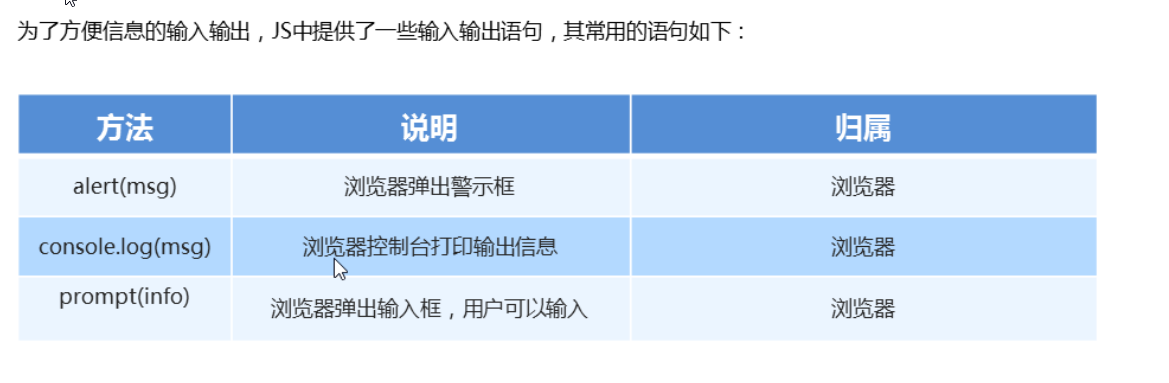 为了方便信息的输入输出，JS中提供了一些输入输出语句，其常用的语句如下：
方法 说明 归属
alert(msg) 浏览器弹出警示框 浏览器
console.log(msg) 浏览器控制台打印输出信息 浏览器
prompt(info) 浏览器弹出输入框，用户可以输入 浏览器